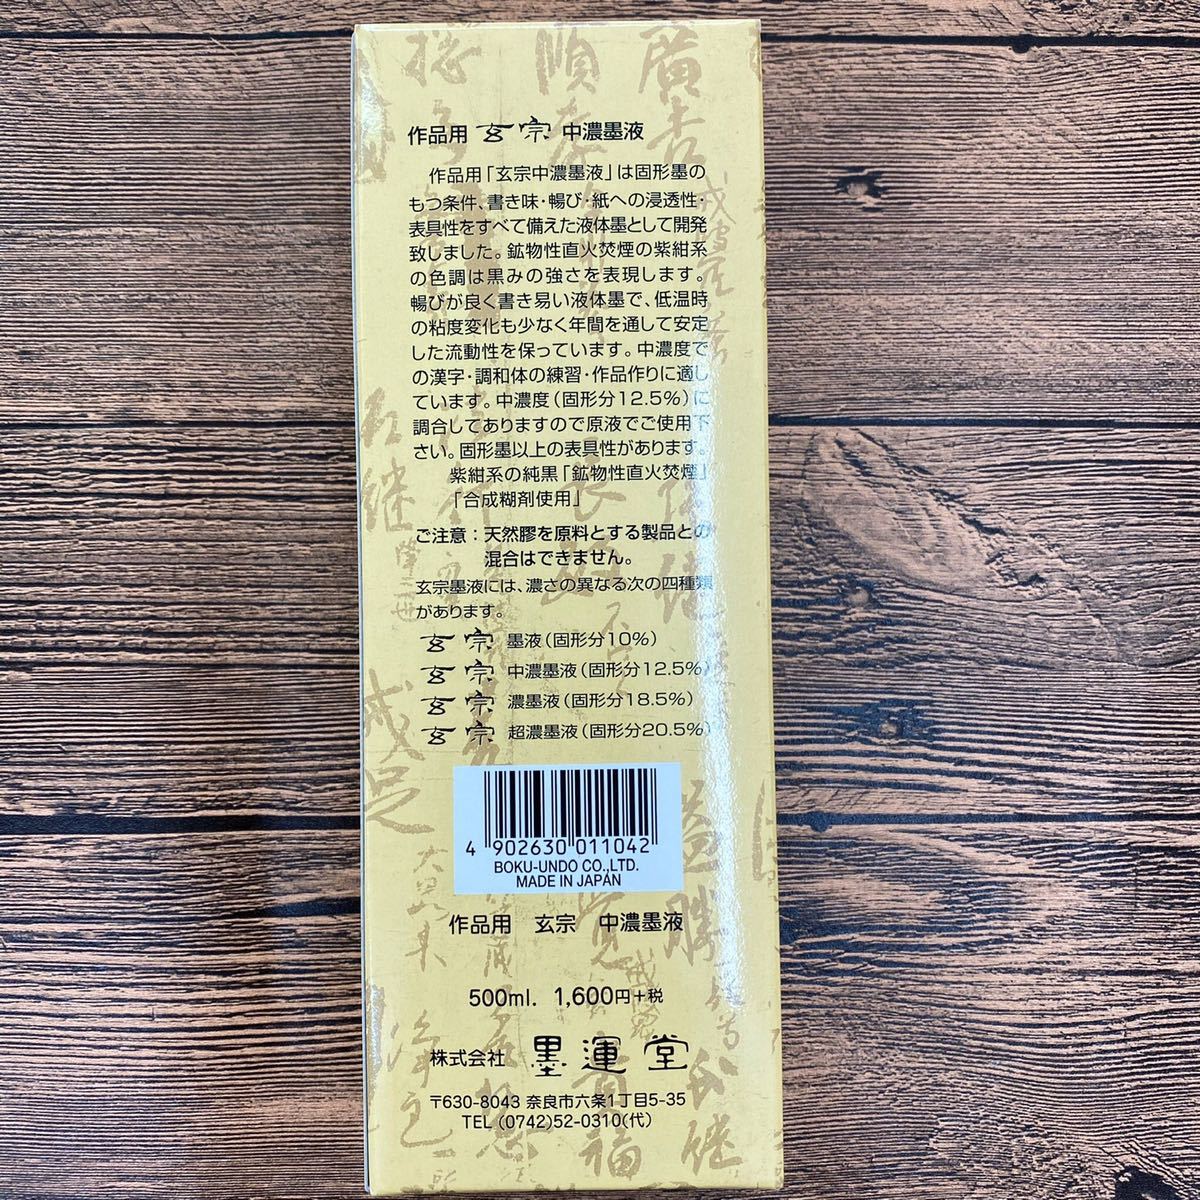 作品用 玄宗 中濃墨液
作品用「玄宗中濃墨液」は固形墨の
もつ条件、書き味・暢び・紙への浸透性・
表具性をすべて備えた液体墨として開発
致しました。鉱物性直火焚煙の紫紺系
の色調は黒みの強さを表現します。
暢びが良く書き易い液体墨で、低温時
の粘度変化も少なく年間を通して安定
した流動性を保っています。中濃度で
の漢字・調和体の練習・作品作りに適し
ています。中濃度(固形分12.5%)に
調合してありますので原液でご使用下
さい。固形墨以上の表具性があります。
紫紺系の純黒「鉱物性直火焚煙」
「合成糊剤使用」
ご注意：天然膠を原料とする製品との
混合はできません。
玄宗墨液には、濃さの異なる次の四種類
があります。
玄宗 墨液(固形分10%)
玄宗 中濃墨液(固形分12.5%)
玄宗 濃墨液(固形分18.5%)
玄宗 超濃墨液(固形分20.5%)
4 902630 011042
BOKU-UNDO CO.,LTD.
MADE IN JAPAN
作品用 玄宗 中濃墨液
500ml. 1,600円+税
株式会社 墨運堂
〒630-8043 奈良市六条1丁目5-35
TEL (0742)52-0310(代)